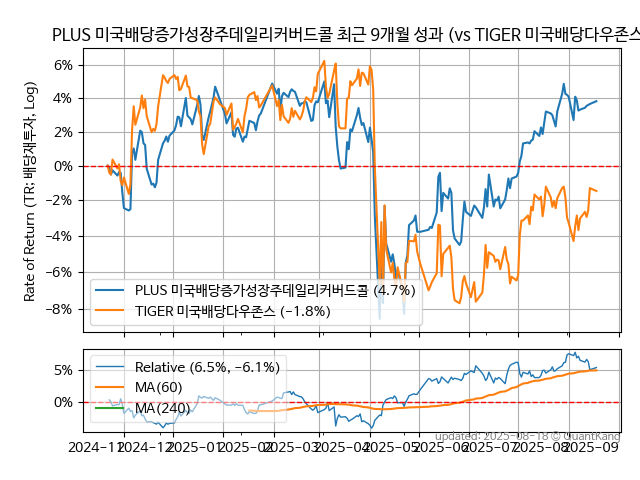 PLUS 미국배당증가성장주데일리커버드콜 최근 9개월 성과 (vs TIGER 미국배당다우존스
6%
4%
2%
0%
−2%
−4%
−6%
−8%
Rate of Return (TR: 배당재투자, Log)
PLUS 미국배당증가성장주데일리커버드콜 (4.7%)
TIGER 미국배당다우존스 (−1.8%)
5%
0%
Relative (6.5%, −6.1%)
MA(60)
MA(240)
updated: 2025-08-18 © QuantKang
2024-11 2024-12 2025-01 2025-02 2025-03 2025-04 2025-05 2025-06 2025-07 2025-08 2025-09